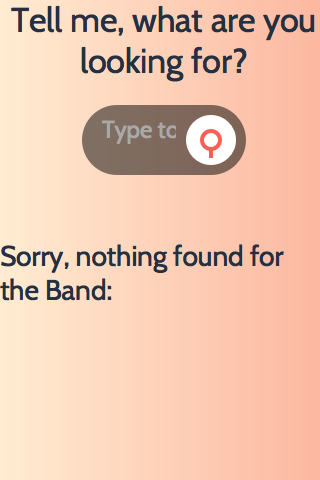 Tell me, what are you
looking for?
Type to
Sorry, nothing found for
the Band: